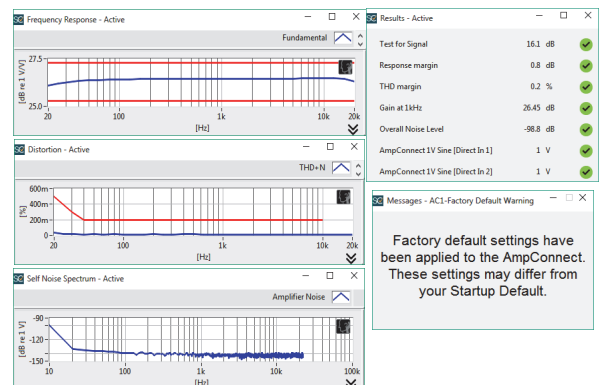 SC Frequency Response - Active
Fundamental
27.5
[dB re 1 V/V]
25.0
20 100 1k 10k 20k
[Hz]
SC Distortion - Active
THD+N
600m
400m
[%]
200m
0
20 100 1k 10k 20k
[Hz]
SC Self Noise Spectrum - Active
Amplifier Noise
-90
[dB re 1 V]
-120
-150
10 100 1k 10k 100k
[Hz]
SC Results - Active
Test for Signal 16.1 dB
Response margin 0.8 dB
THD margin 0.2 %
Gain at 1kHz 26.45 dB
Overall Noise Level -98.8 dB
AmpConnect 1V Sine [Direct In 1] 1 V
AmpConnect 1V Sine [Direct In 2] 1 V
SC Messages - AC1-Factory Default Warning
Factory default settings have
been applied to the AmpConnect.
These settings may differ from
your Startup Default.